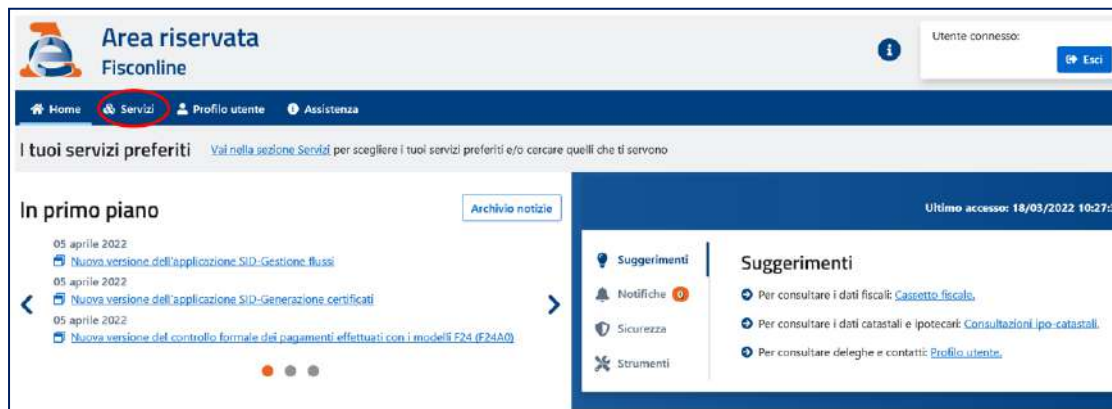 Area riservata
Fisconline
Utente connesso:
Esci
Home Servizi Profilo utente Assistenza
I tuoi servizi preferiti Vai nella sezione Servizi per scegliere i tuoi servizi preferiti e/o cercare quelli che ti servono
In primo piano
Archivio notizie
05 aprile 2022
Nuova versione dell'applicazione SID-Gestione flussi
05 aprile 2022
Nuova versione dell'applicazione SID-Generazione certificati
05 aprile 2022
Nuova versione del controllo formale dei pagamenti effettuati con i modelli F24 (F24A0)
Ultimo accesso: 18/03/2022 10:27:
Suggerimenti
Notifiche 0
Sicurezza
Strumenti
Suggerimenti
Per consultare i dati fiscali: Cassetto fiscale.
Per consultare i dati catastali e ipotecari: Consultazioni ipo-catastali.
Per consultare deleghe e contatti: Profilo utente.